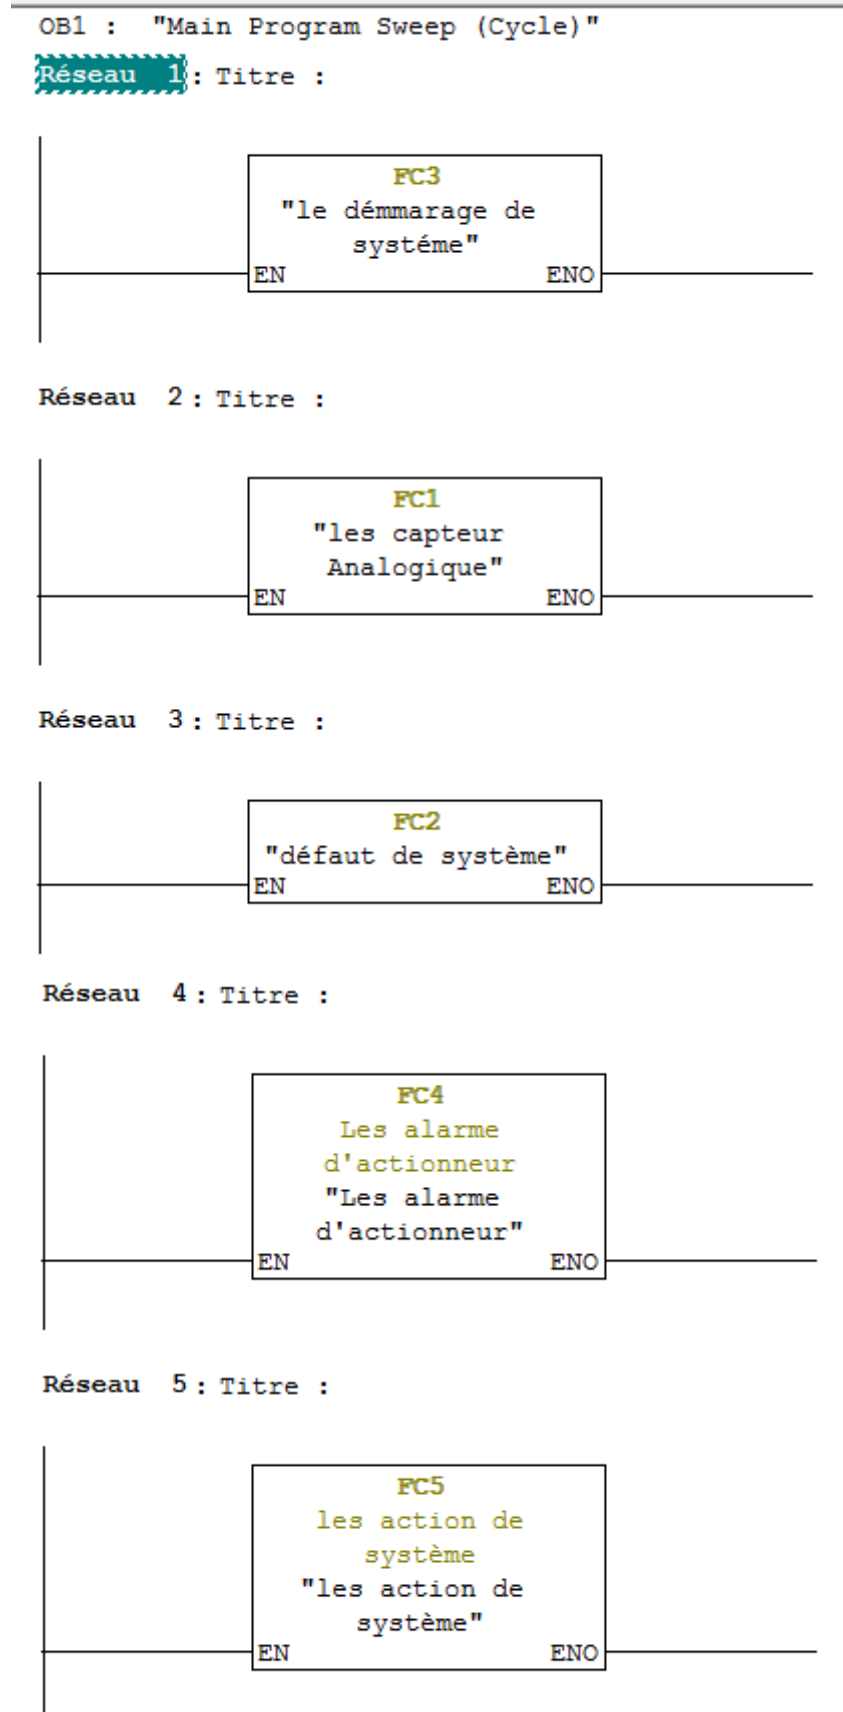 OB1 : "Main Program Sweep (Cycle)"
Réseau 1 : Titre :
FC3
"le démmarage de
systéme"
EN ENO
Réseau 2 : Titre :
FC1
"les capteur
Analogique"
EN ENO
Réseau 3 : Titre :
FC2
"défaut de système"
EN ENO
Réseau 4 : Titre :
FC4
Les alarme
d'actionneur
"Les alarme
d'actionneur"
EN ENO
Réseau 5 : Titre :
FC5
les action de
système
"les action de
système"
EN ENO